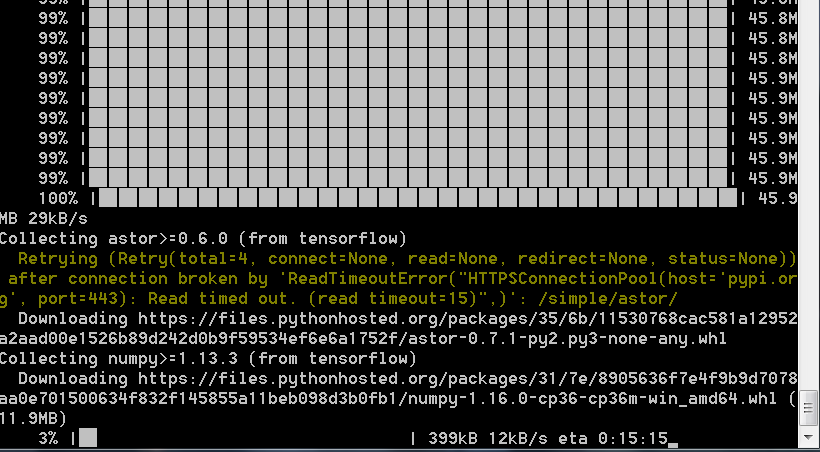 99% | | 45.8M
99% | | 45.8M
99% | | 45.8M
99% | | 45.9M
99% | | 45.9M
99% | | 45.9M
99% | | 45.9M
99% | | 45.9M
99% | | 45.9M
100% | | 45.9
MB 29kB/s
Collecting astor>=0.6.0 (from tensorflow)
Retrying (Retry(total=4, connect=None, read=None, redirect=None, status=None))
after connection broken by 'ReadTimeoutError("HTTPSConnectionPool(host='pypi.or
g', port=443): Read timed out. (read timeout=15)",)': /simple/astor/
Downloading https://files.pythonhosted.org/packages/35/6b/11530768cac581a12952
a2aad00e1526b89d242d0b9f59534ef6e6a1752f/astor-0.7.1-py2.py3-none-any.whl
Collecting numpy>=1.13.3 (from tensorflow)
Downloading https://files.pythonhosted.org/packages/31/7e/8905636f7e4f9b9d7078
aa0e701500634f832f145855a11beb098d3b0fb1/numpy-1.16.0-cp36-cp36m-win_amd64.whl (
11.9MB)
3% | | 399kB 12kB/s eta 0:15:15_